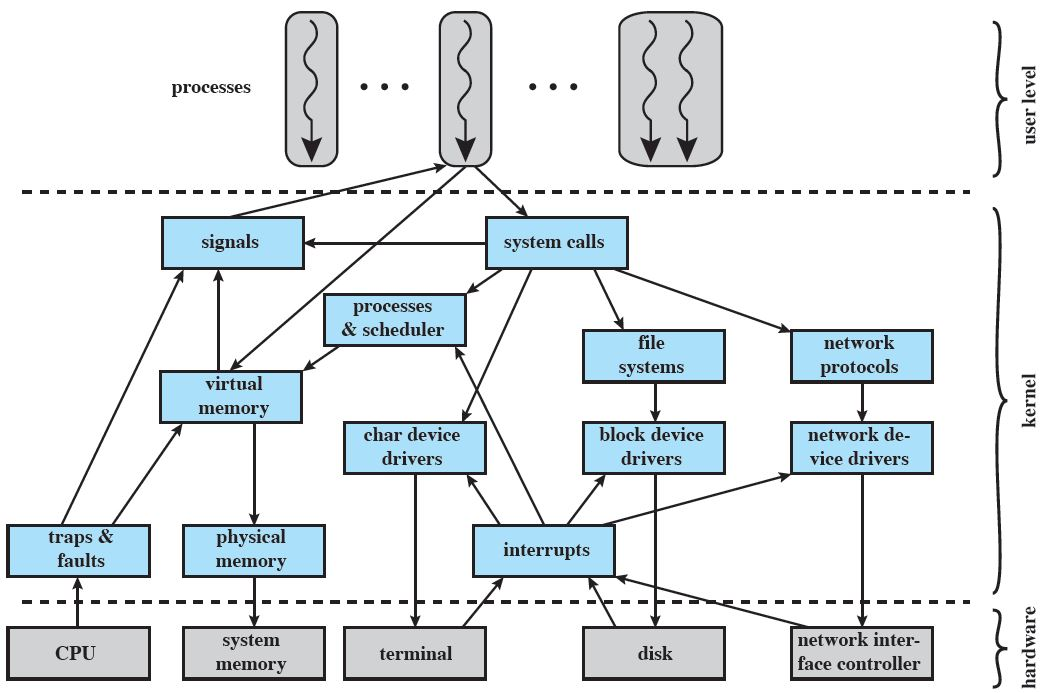 processes
user level
signals
system calls
processes
& scheduler
file
systems
network
protocols
virtual
memory
kernel
char device
drivers
block device
drivers
network de-
vice drivers
traps &
faults
physical
memory
interrupts
CPU
system
memory
terminal
disk
network inter-
face controller
hardware